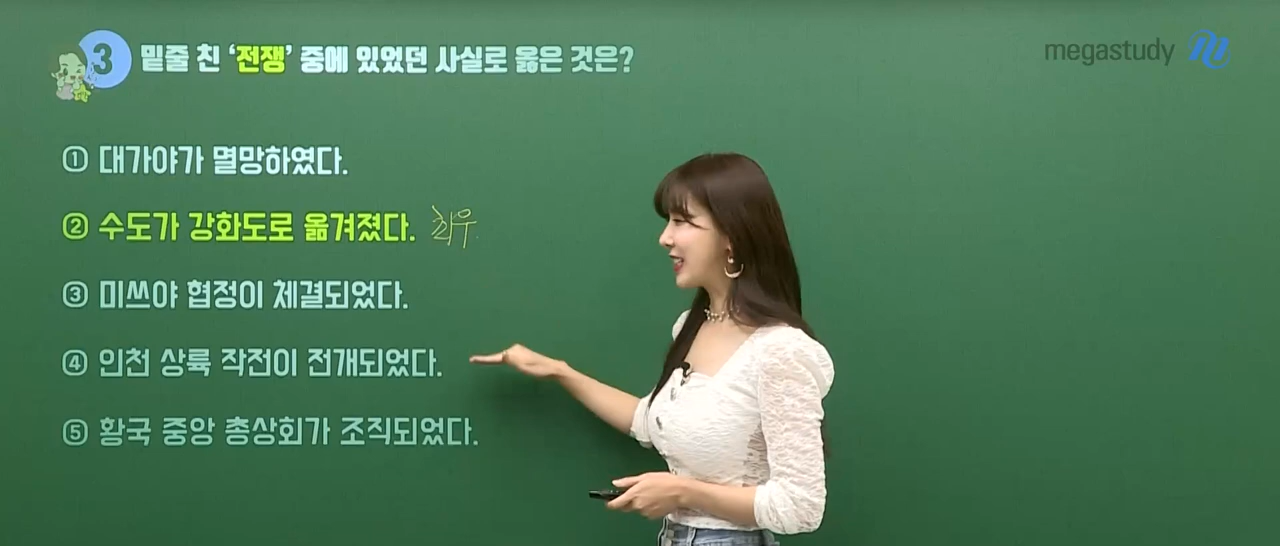 3 밑줄 친 ‘전쟁’ 중에 있었던 사실로 옳은 것은?
megastudy
① 대가야가 멸망하였다.
② 수도가 강화도로 옮겨졌다. 최우
③ 미쓰야 협정이 체결되었다.
④ 인천 상륙 작전이 전개되었다.
⑤ 황국 중앙 총상회가 조직되었다.